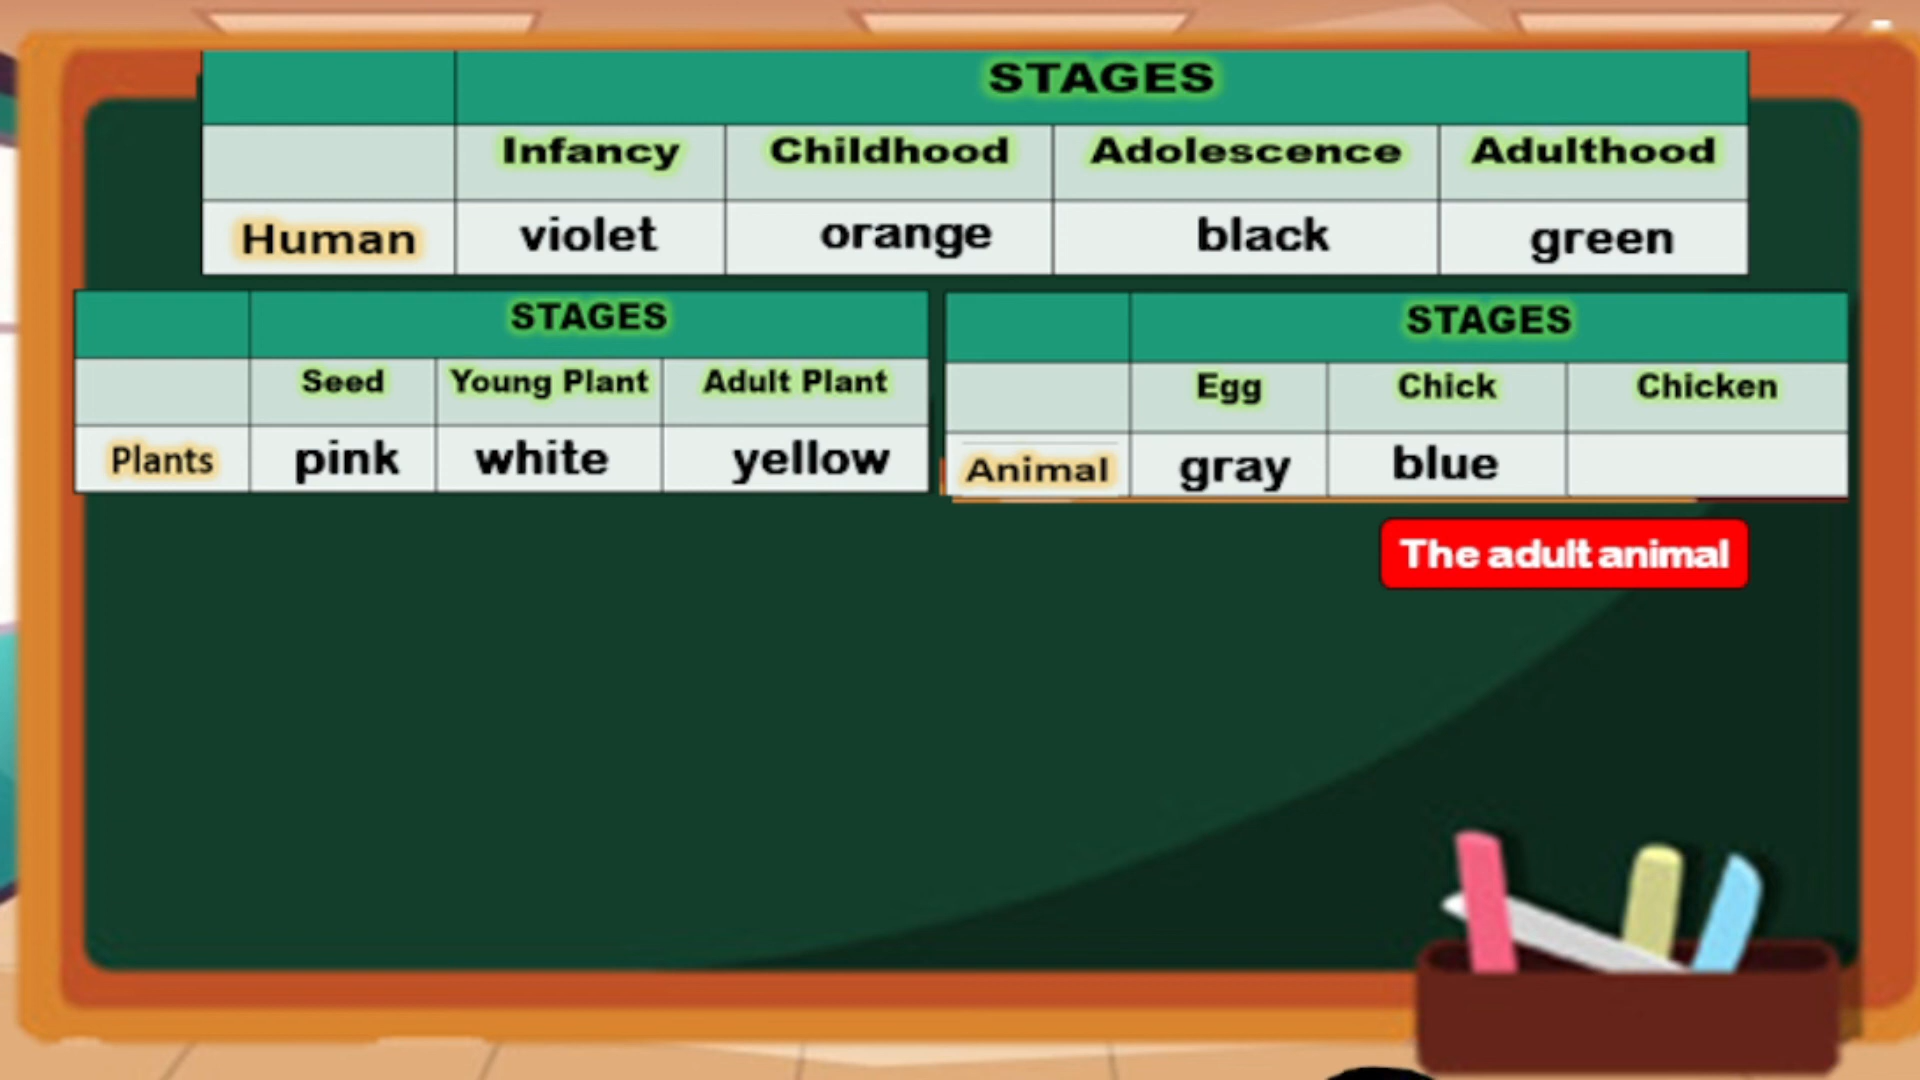 STAGES
Infancy Childhood Adolescence Adulthood
Human violet orange black green
STAGES
Seed Young Plant Adult Plant
Plants pink white yellow
STAGES
Egg Chick Chicken
Animal gray blue
The adult animal